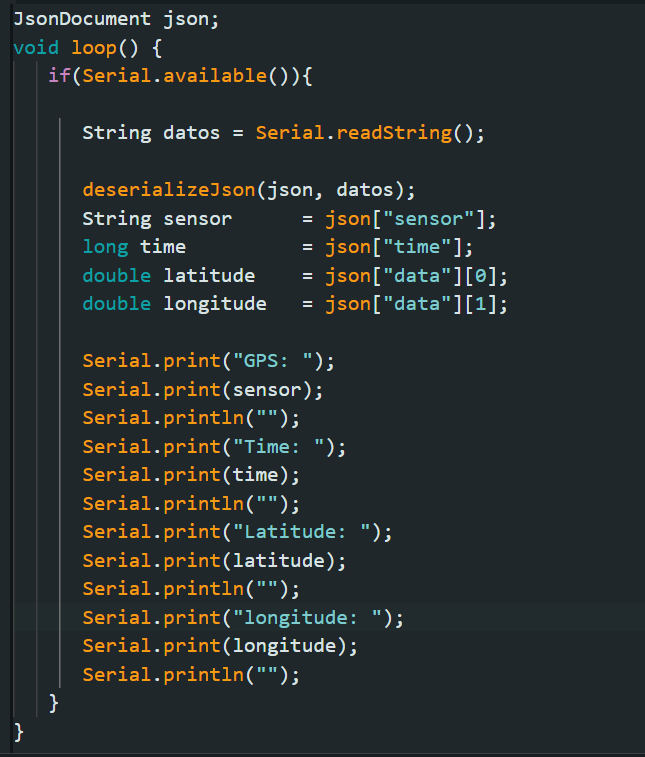 JsonDocument json;
void loop() {
if(Serial.available()){
String datos = Serial.readString();
deserializeJson(json, datos);
String sensor = json["sensor"];
long time = json["time"];
double latitude = json["data"][0];
double longitude = json["data"][1];
Serial.print("GPS: ");
Serial.print(sensor);
Serial.println("");
Serial.print("Time: ");
Serial.print(time);
Serial.println("");
Serial.print("Latitude: ");
Serial.print(latitude);
Serial.println("");
Serial.print("longitude: ");
Serial.print(longitude);
Serial.println("");
}
}